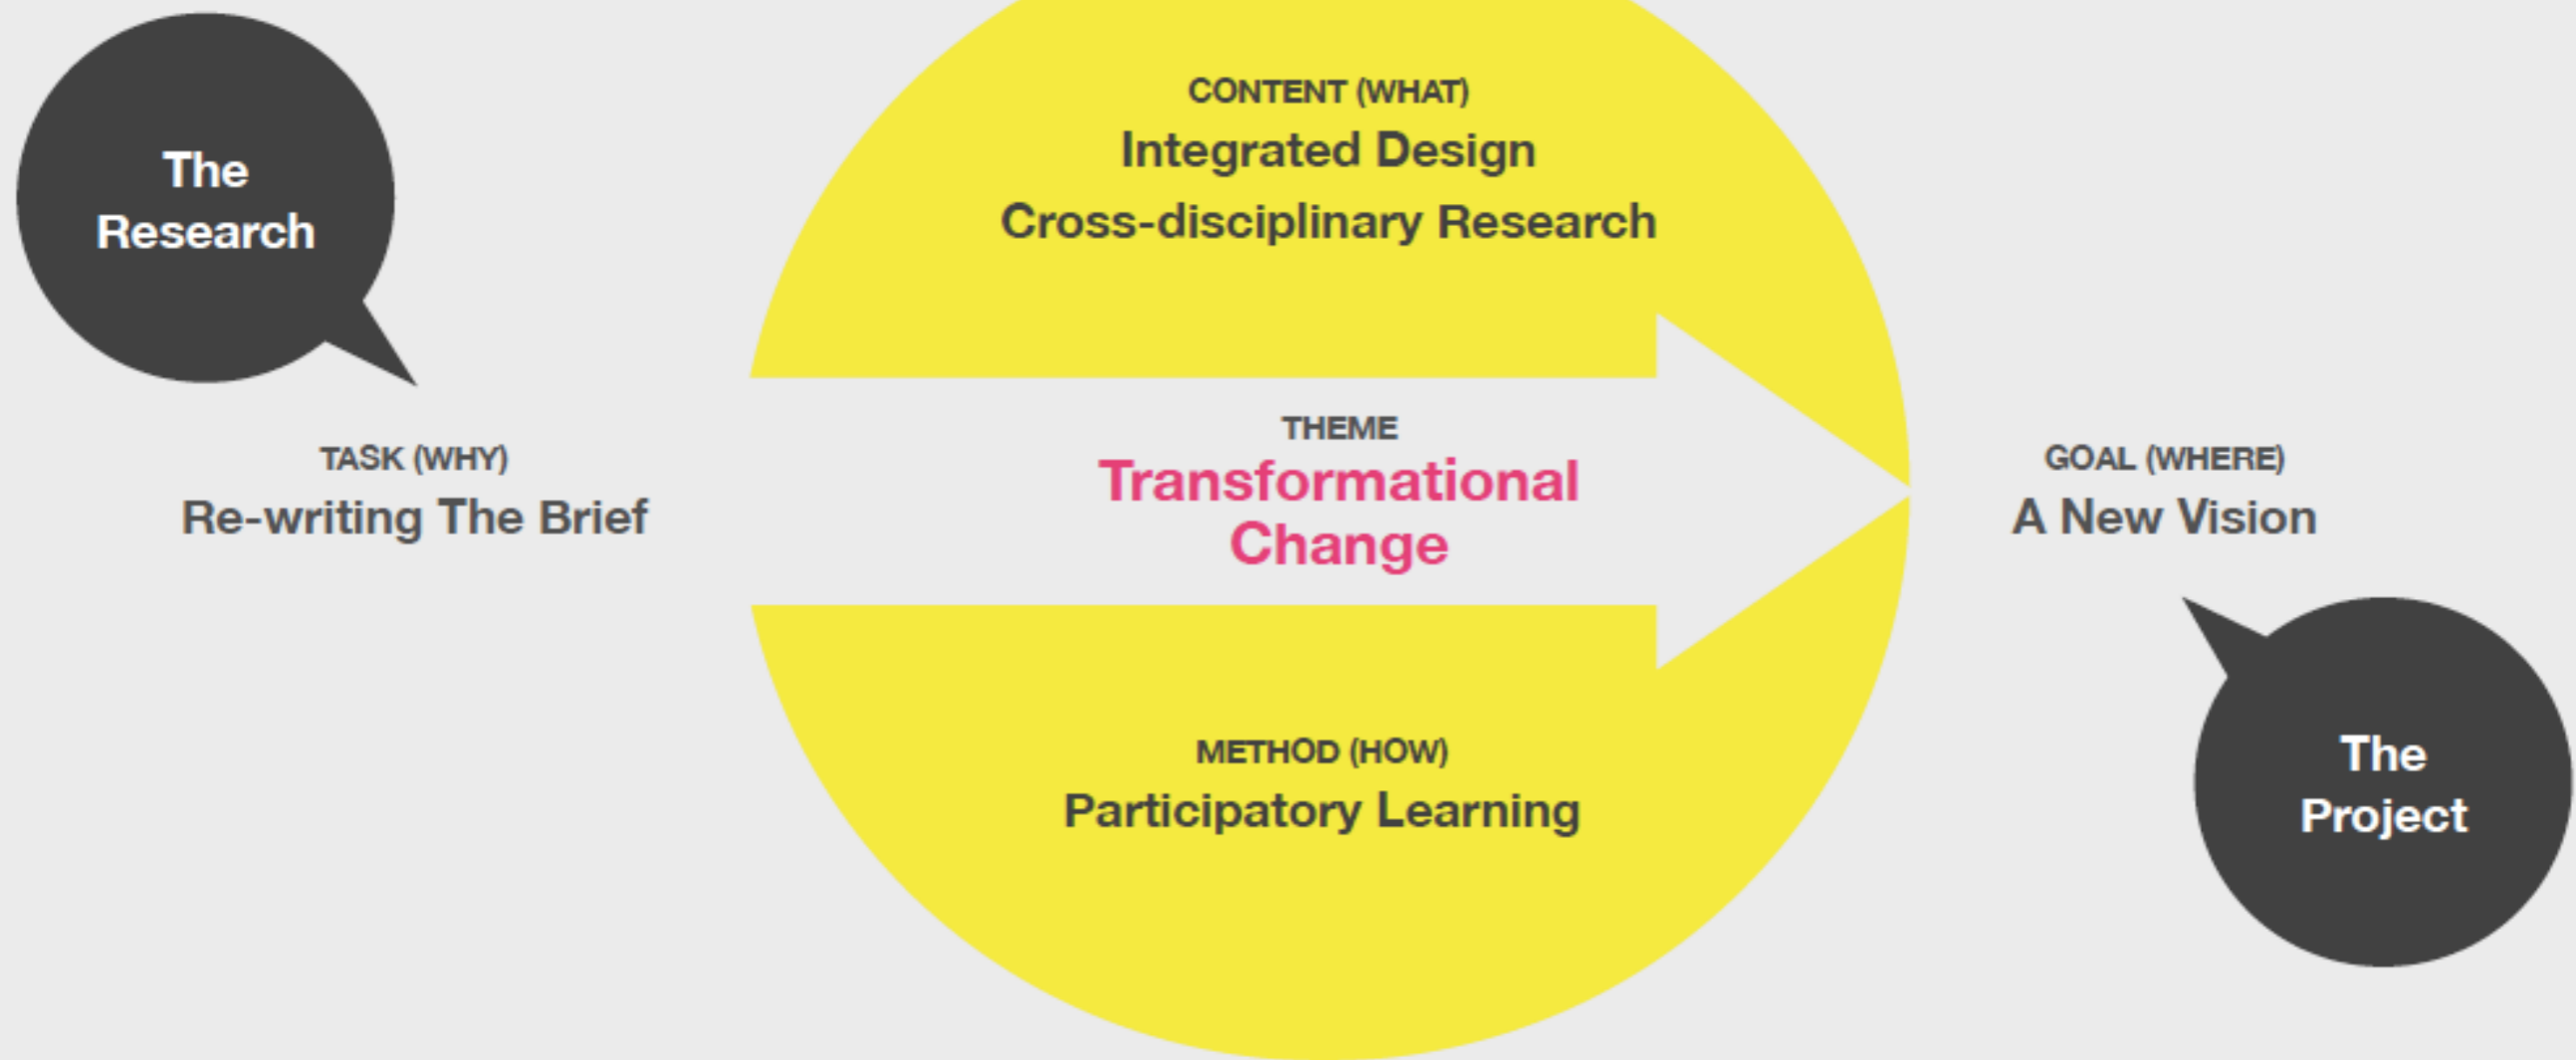 The
Research
TASK (WHY)
Re-writing The Brief
CONTENT (WHAT)
Integrated Design
Cross-disciplinary Research
THEME
Transformational
Change
METHOD (HOW)
Participatory Learning
GOAL (WHERE)
A New Vision
The
Project